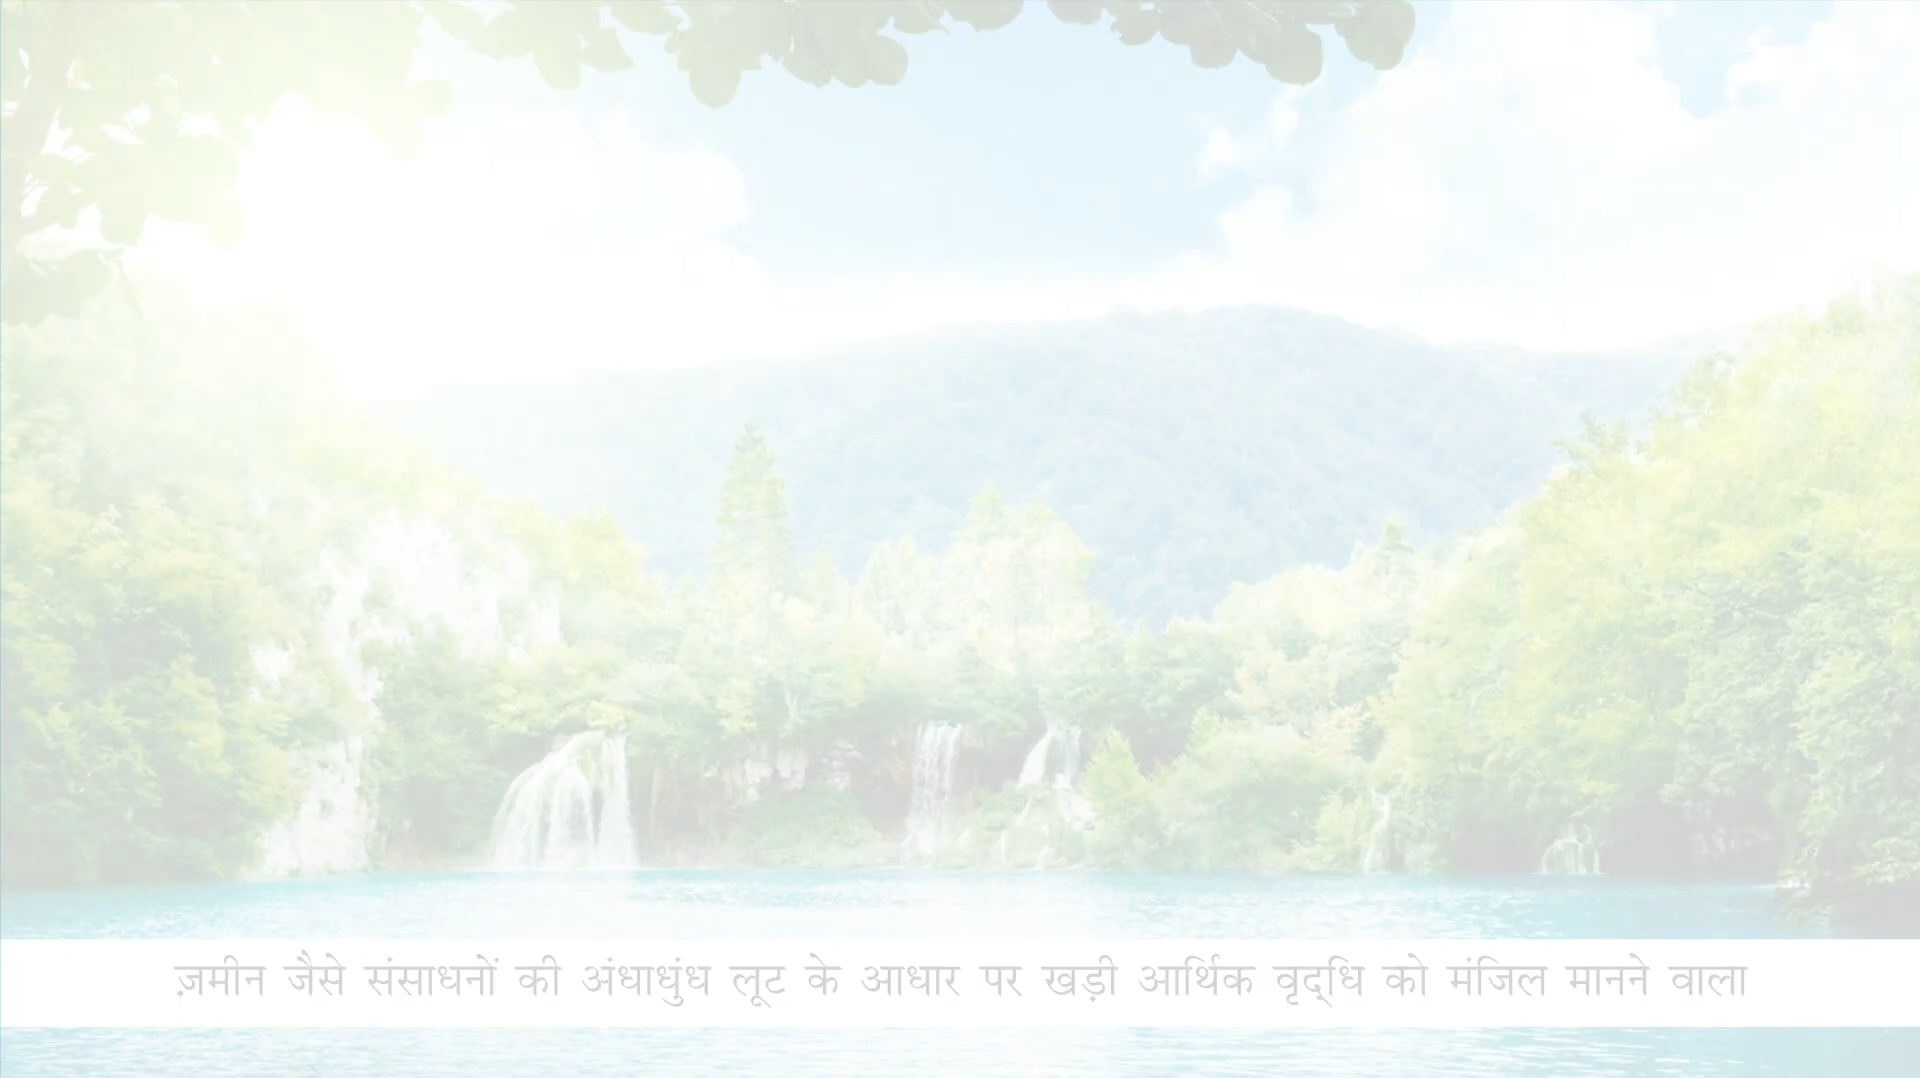 ज़मीन जैसे संसाधनों की अंधाधुंध लूट के आधार पर खड़ी आर्थिक वृद्धि को मंजिल मानने वाला